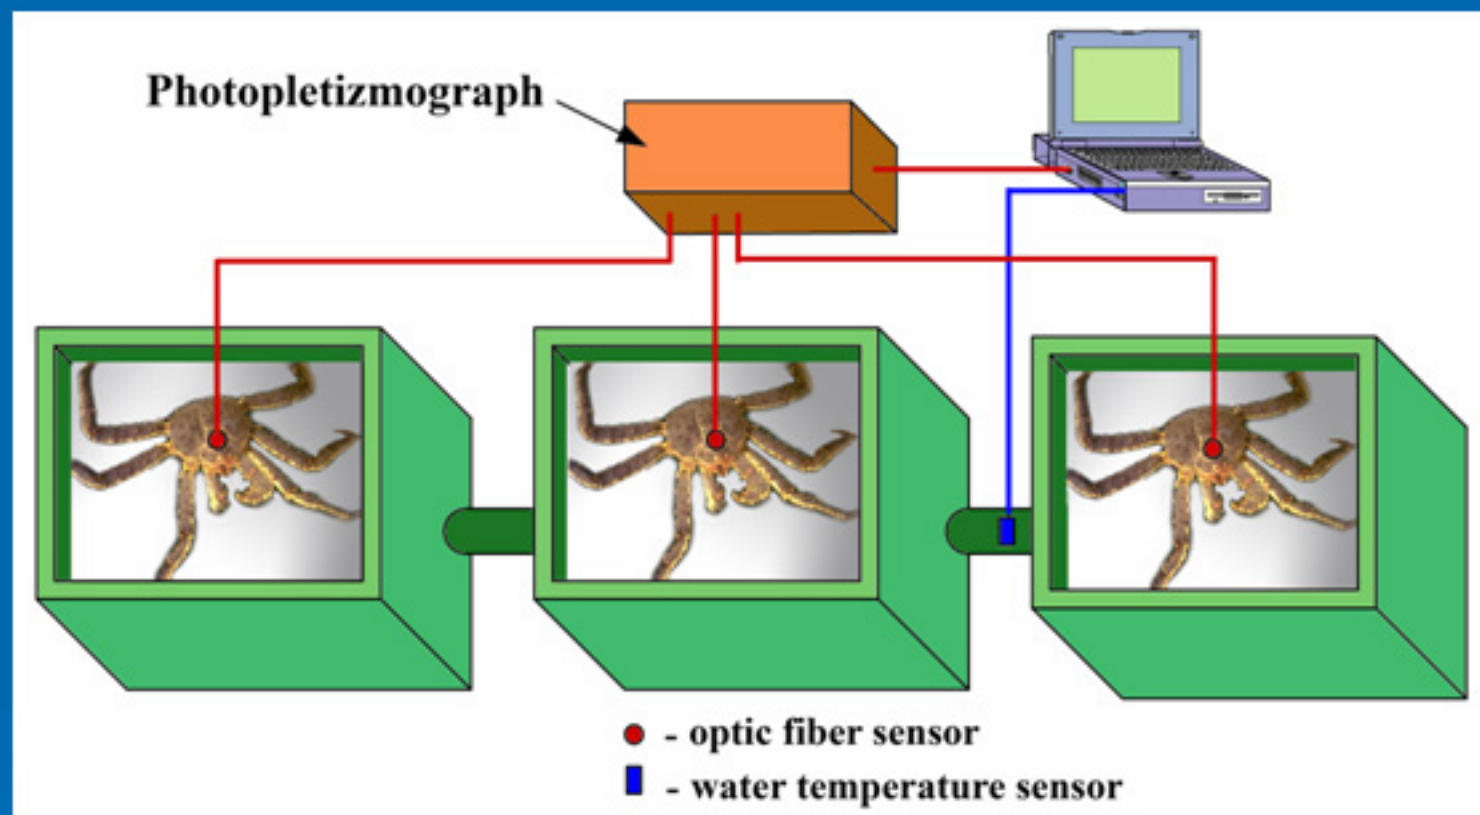 Photopletizmograph
- optic fiber sensor
- water temperature sensor